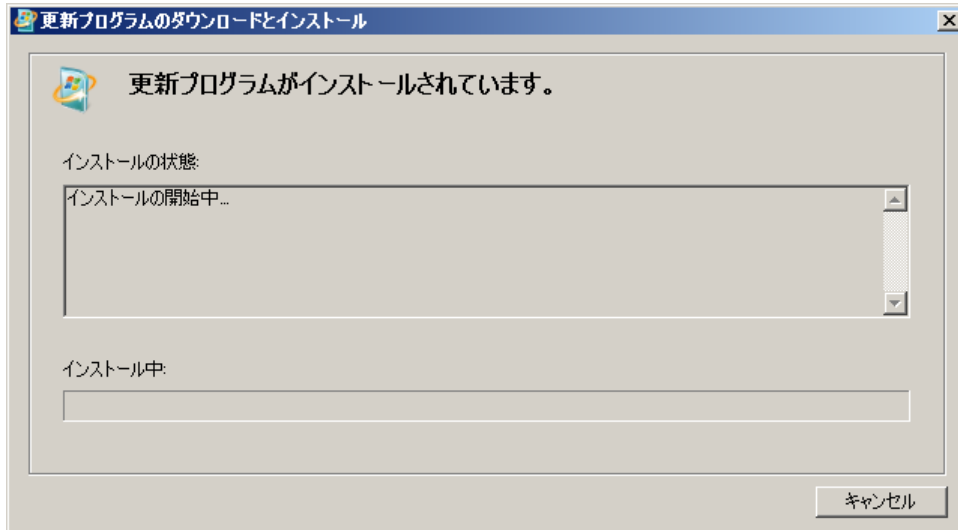 更新プログラムのダウンロードとインストール
更新プログラムがインストールされています。
インストールの状態:
インストールの開始中...
インストール中:
キャンセル